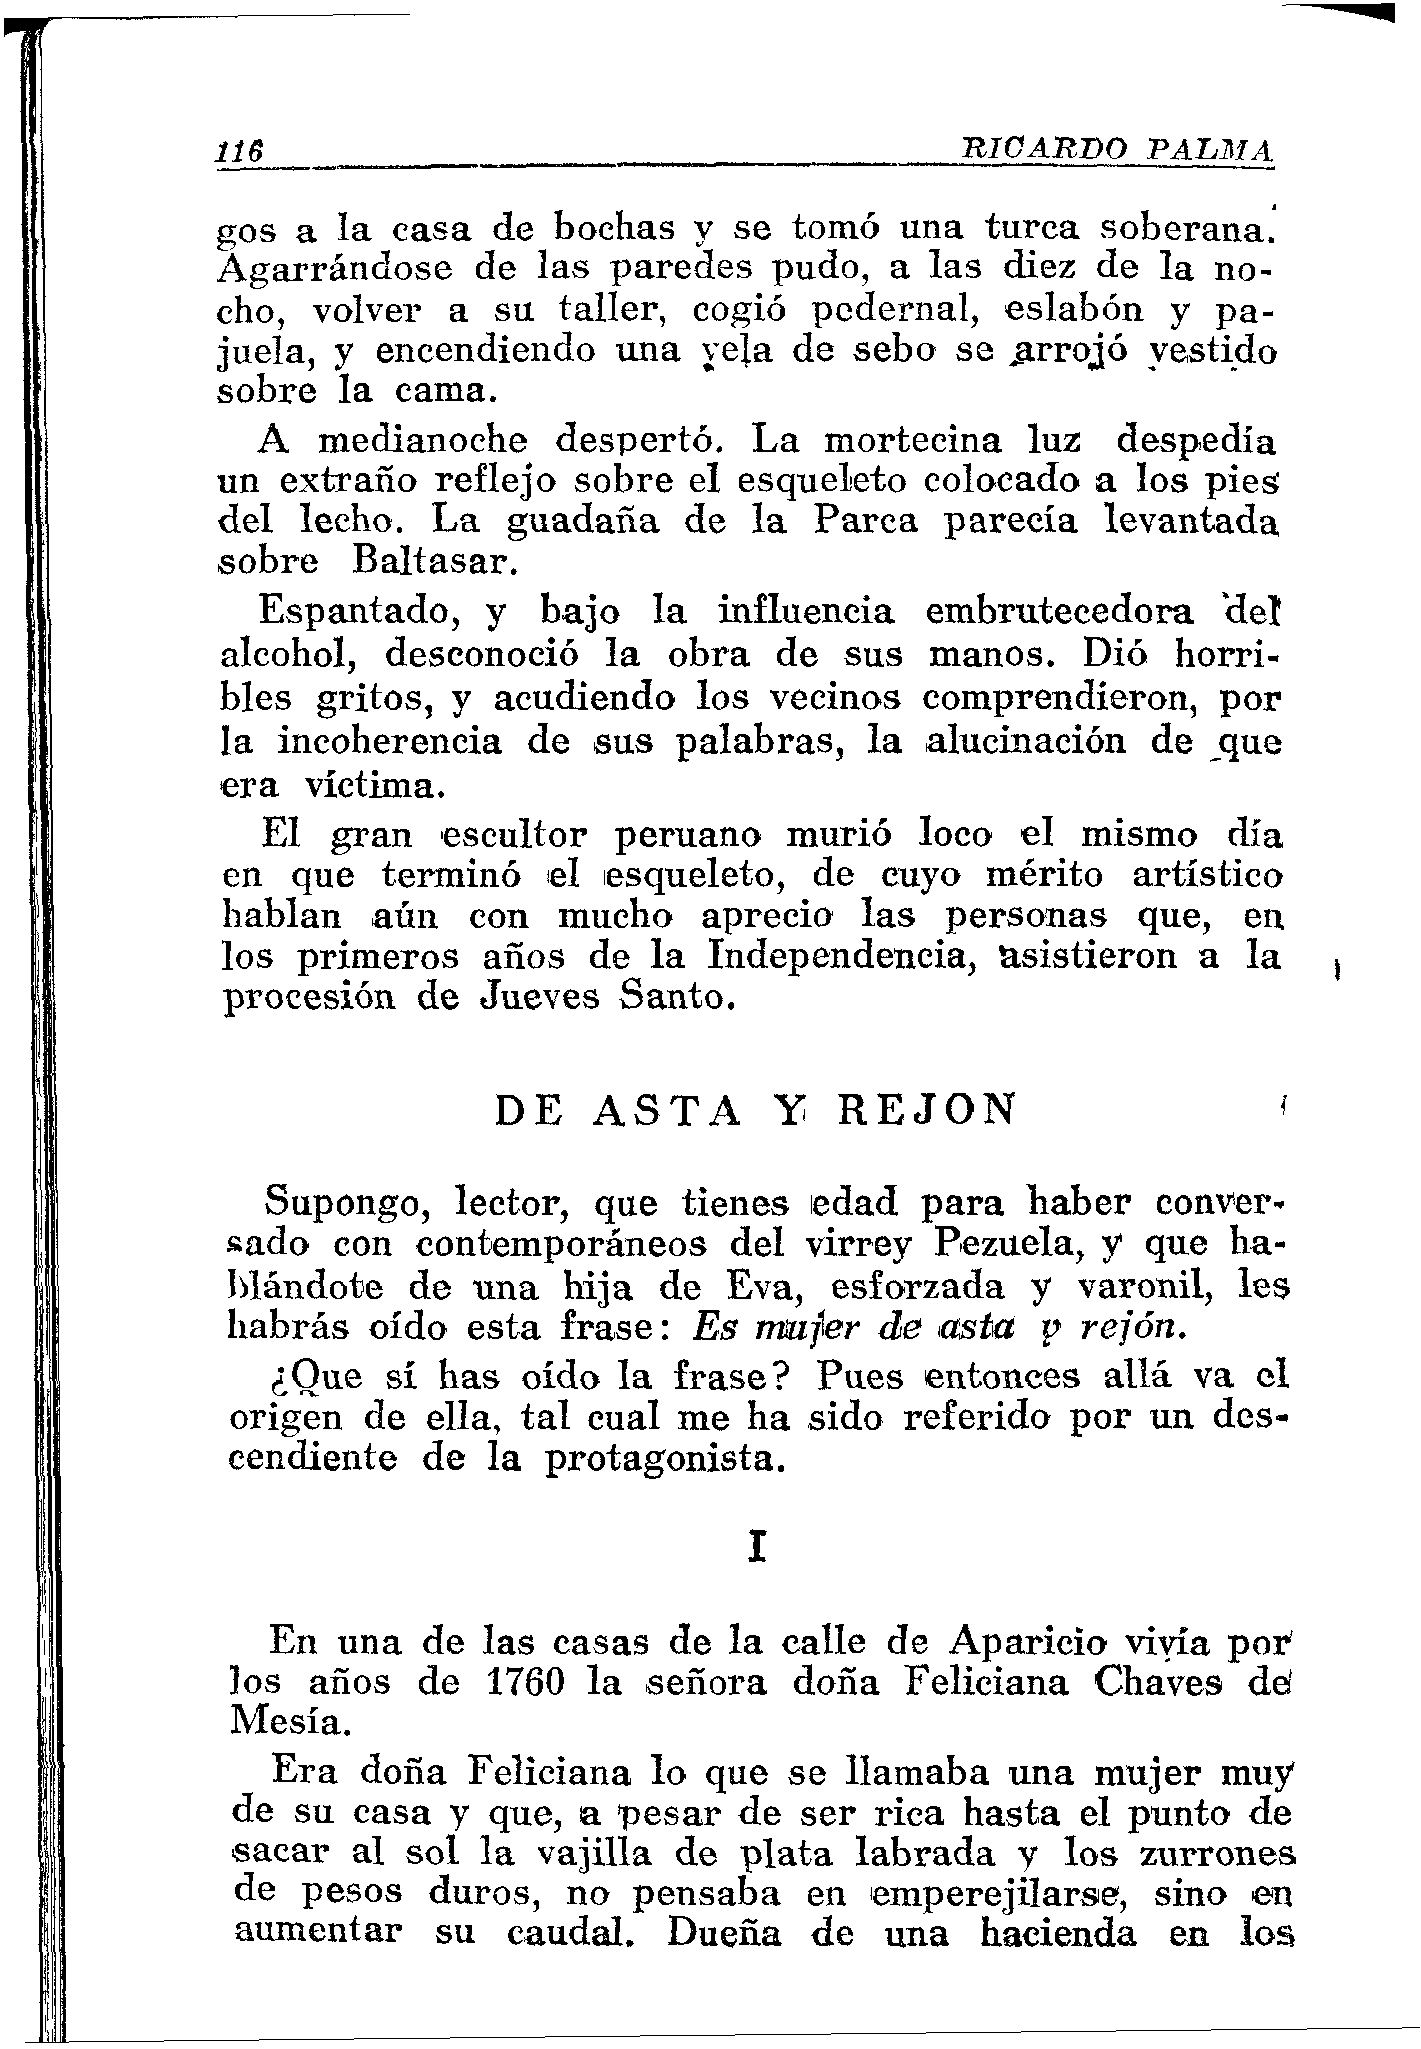 116 RICARDO PALMA
gos a la casa de bochas y se tomó una turca soberana.
Agarrándose de las paredes pudo, a las diez de la no-
che, volver a su taller, cogió pedernal, eslabón y pa-
juela, y encendiendo una vela de sebo se arrojó vestido
sobre la cama.
A medianoche despertó. La mortecina luz despedía
un extraño reflejo sobre el esqueleto colocado a los pies
del lecho. La guadaña de la Parca parecía levantada
sobre Baltasar.
Espantado, y bajo la influencia embrutecedora del
alcohol, desconoció la obra de sus manos. Dió horri-
bles gritos, y acudiendo los vecinos comprendieron, por
la incoherencia de sus palabras, la alucinación de que
era víctima.
El gran escultor peruano murió loco el mismo día
en que terminó el esqueleto, de cuyo mérito artístico
hablan aún con mucho aprecio las personas que, en
los primeros años de la Independencia, asistieron a la
procesión de Jueves Santo.
DE ASTA Y REJON
Supongo, lector, que tienes edad para haber conver-
sado con contemporáneos del virrey Pezuela, y que ha-
blándote de una hija de Eva, esforzada y varonil, les
habrás oído esta frase: Es mujer de asta y rejón.
¿Que sí has oído la frase? Pues entonces allá va el
origen de ella, tal cual me ha sido referido por un des-
cendiente de la protagonista.
I
En una de las casas de la calle de Aparicio vivía por
los años de 1760 la señora doña Feliciana Chaves de
Mesía.
Era doña Feliciana lo que se llamaba una mujer muy
de su casa y que, a pesar de ser rica hasta el punto de
sacar al sol la vajilla de plata labrada y los zurrones
de pesos duros, no pensaba en emperejilarse, sino en
aumentar su caudal. Dueña de una hacienda en los